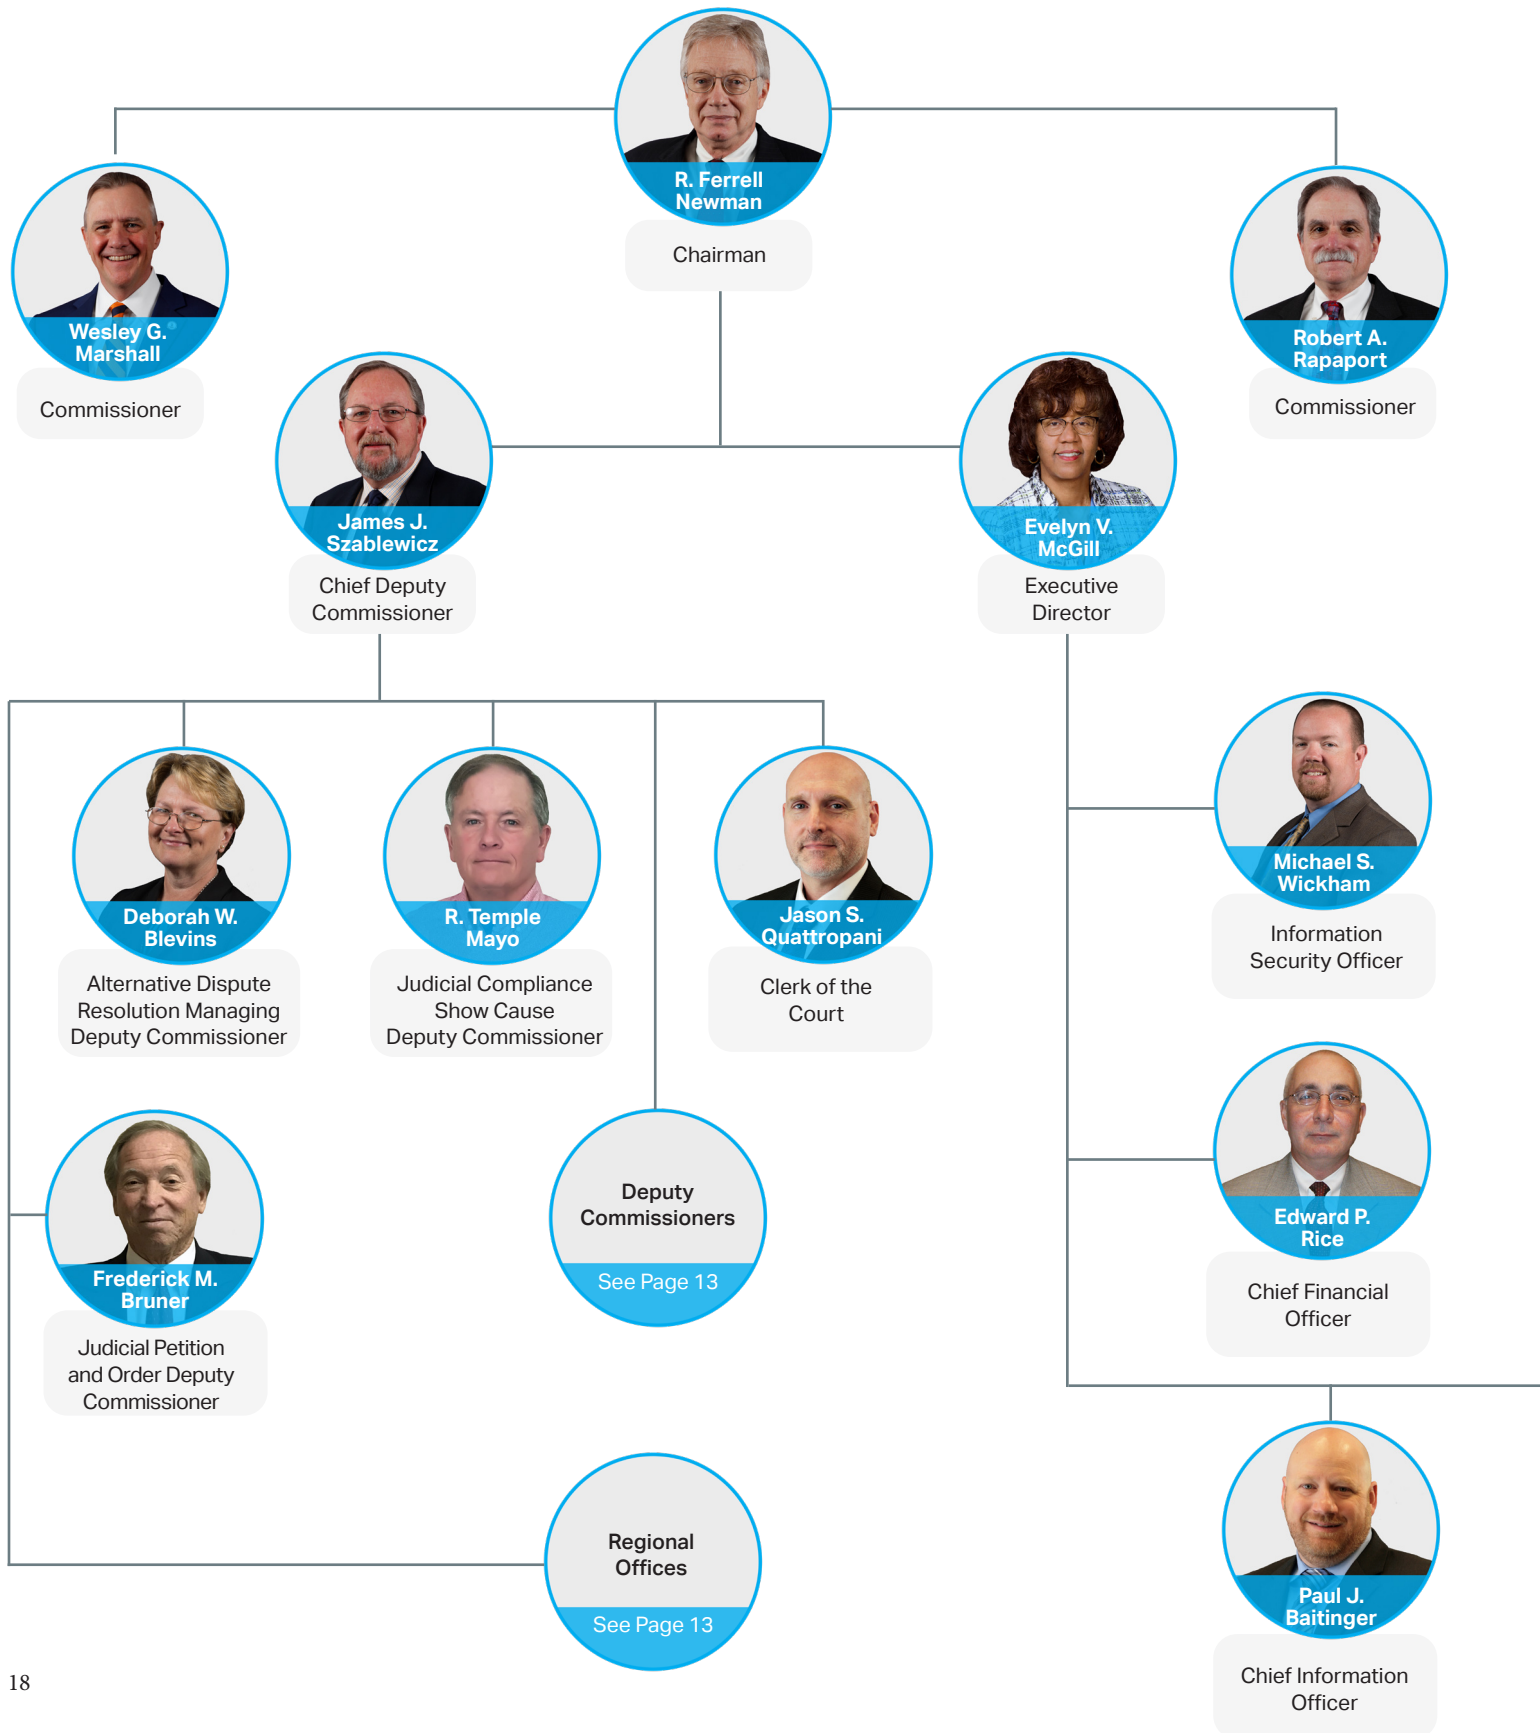 R. Ferrell
Newman
Chairman
Wesley G.
Marshall
Commissioner
Robert A.
Rapaport
Commissioner
James J.
Szablewicz
Chief Deputy
Commissioner
Evelyn V.
McGill
Executive
Director
Michael S.
Wickham
Information
Security Officer
Deborah W.
Blevins
Alternative Dispute
Resolution Managing
Deputy Commissioner
R. Temple
Mayo
Judicial Compliance
Show Cause
Deputy Commissioner
Jason S.
Quattropani
Clerk of the
Court
Edward P.
Rice
Chief Financial
Officer
Frederick M.
Bruner
Judicial Petition
and Order Deputy
Commissioner
Deputy
Commissioners
See Page 13
Regional
Offices
See Page 13
Paul J.
Baitinger
Chief Information
Officer
18